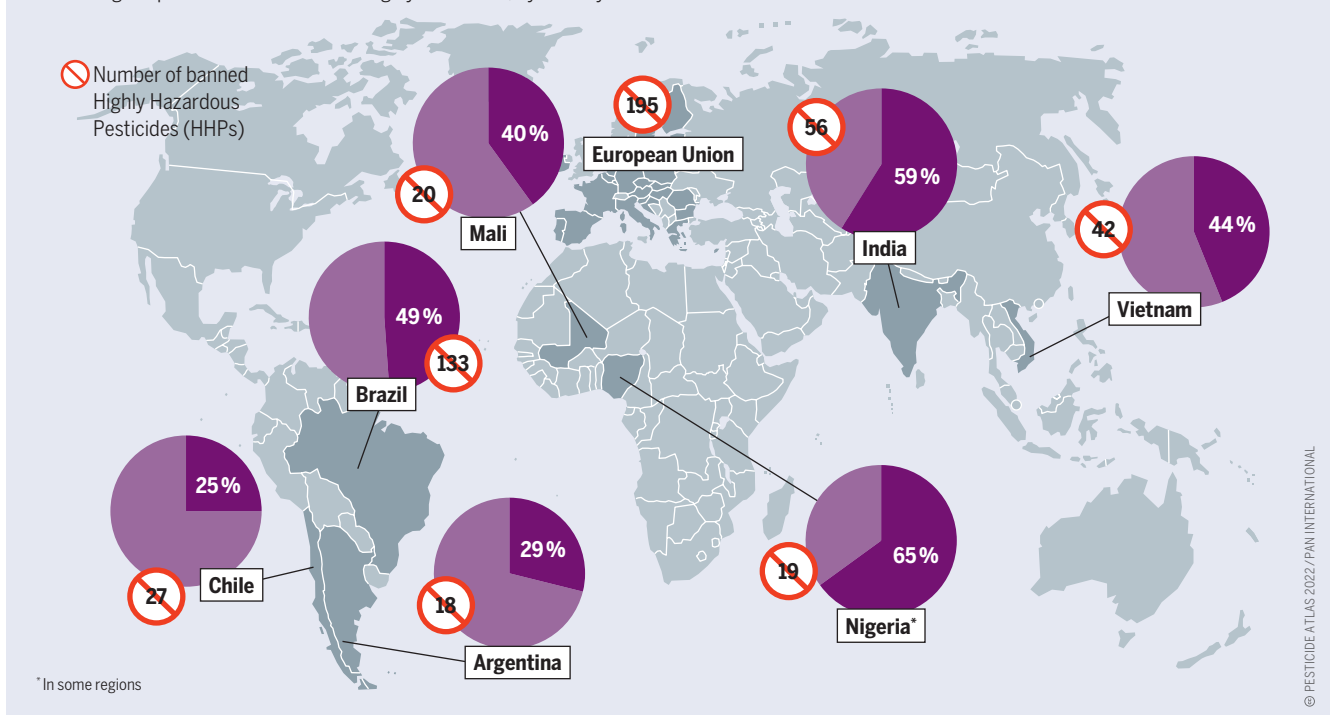 Number of banned
Highly Hazardous
Pesticides (HHPs)
40 %
20
Mali
195
European Union
56
59 %
India
42
44 %
Vietnam
49 %
133
Brazil
25 %
27
Chile
29 %
18
Argentina
65 %
19
Nigeria*
* In some regions
PESTICIDE ATLAS 2022 / PAN INTERNATIONAL